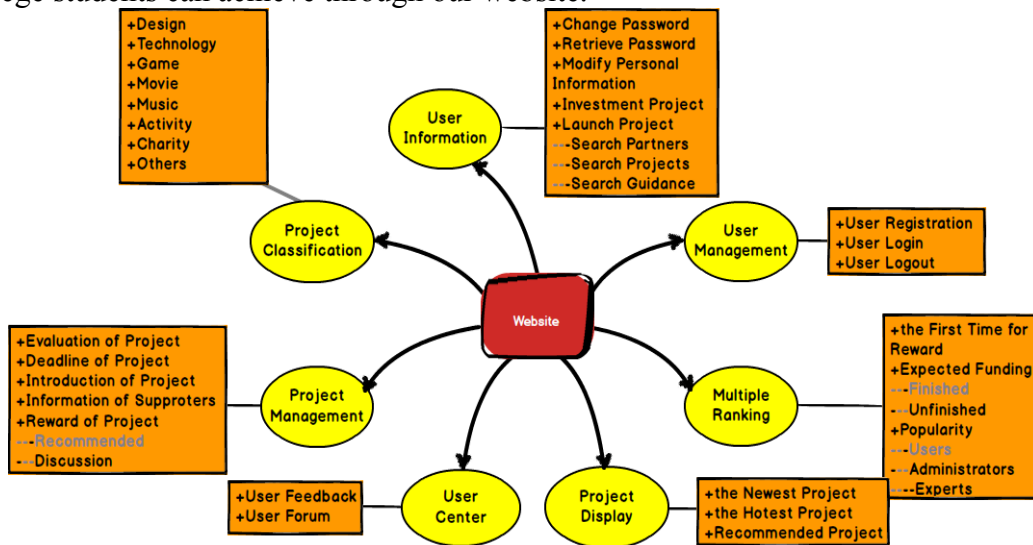 ege students can achieve through our website.
+Design
+Technology
+Game
+Movie
+Music
+Activity
+Charity
+Others
+Change Password
+Retrieve Password
+Modify Personal
Information
+Investment Project
+Launch Project
---Search Partners
---Search Projects
---Search Guidance
User
Information
Project
Classification
User
Management
+User Registration
+User Login
+User Logout
Website
+Evaluation of Project
+Deadline of Project
+Introduction of Project
+Information of Supproters
+Reward of Project
---Recommended
---Discussion
Project
Management
Multiple
Ranking
+the First Time for
Reward
+Expected Funding
---Finished
---Unfinished
+Popularity
---Users
---Administrators
----Experts
+User Feedback
+User Forum
User
Center
Project
Display
+the Newest Project
+the Hotest Project
+Recommended Project